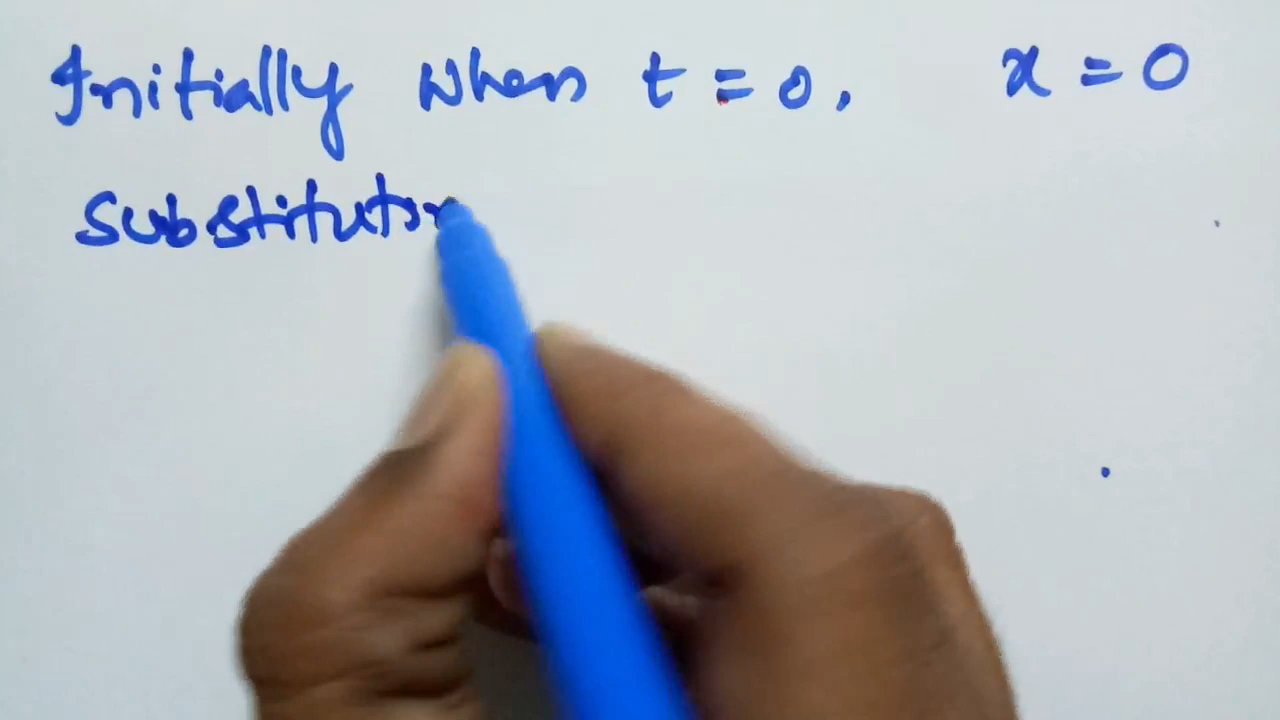 Initially when t = 0, x = 0